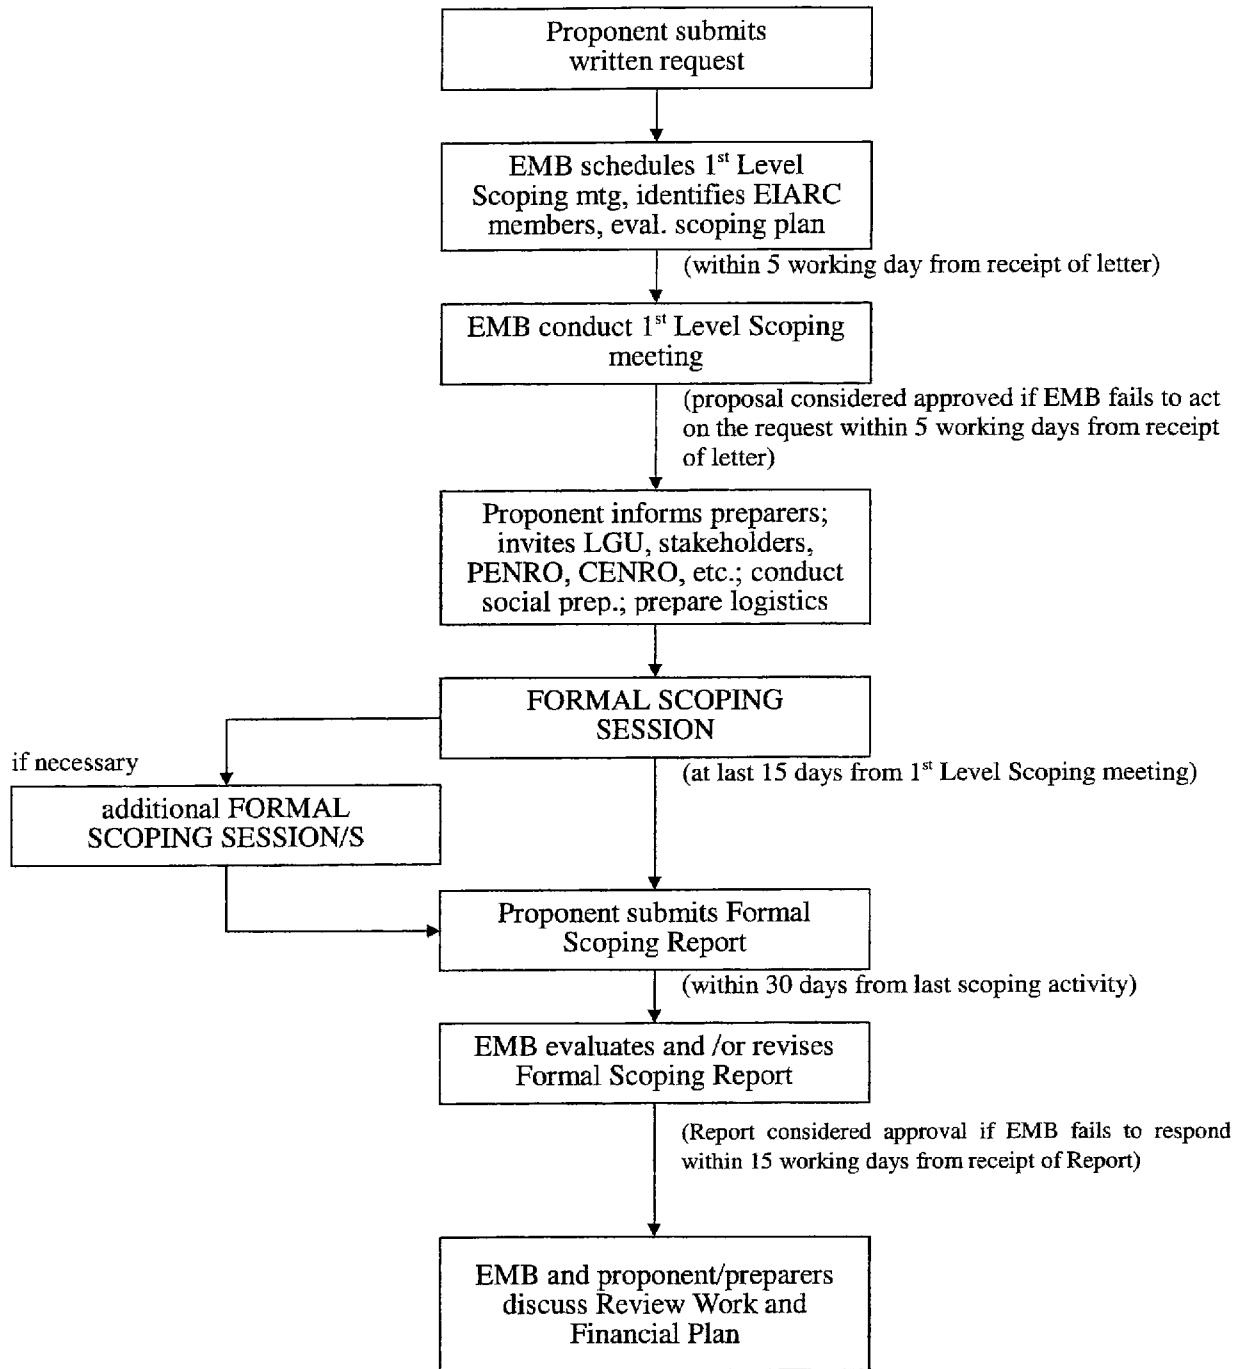 Proponent submits
written request
EMB schedules 1st Level
Scoping mtg, identifies EIARC
members, eval. scoping plan
(within 5 working day from receipt of letter)
EMB conduct 1st Level Scoping
meeting
(proposal considered approved if EMB fails to act
on the request within 5 working days from receipt
of letter)
Proponent informs preparers;
invites LGU, stakeholders,
PENRO, CENRO, etc.; conduct
social prep.; prepare logistics
FORMAL SCOPING
SESSION
if necessary
(at last 15 days from 1st Level Scoping meeting)
additional FORMAL
SCOPING SESSION/S
Proponent submits Formal
Scoping Report
(within 30 days from last scoping activity)
EMB evaluates and /or revises
Formal Scoping Report
(Report considered approval if EMB fails to respond
within 15 working days from receipt of Report)
EMB and proponent/preparers
discuss Review Work and
Financial Plan